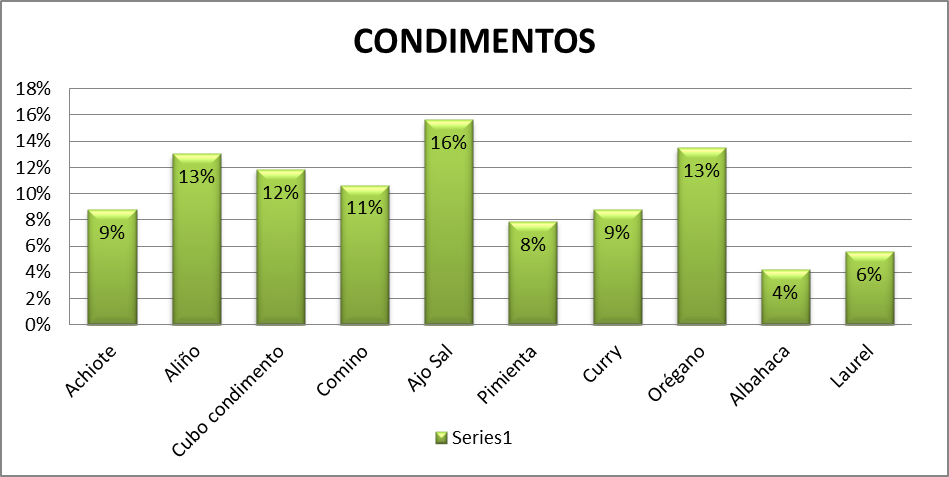 CONDIMENTOS
18%
16%
14%
12%
10%
8%
6%
4%
2%
0%
9%
13%
12%
11%
16%
8%
9%
13%
4%
6%
Achiote
Aliño
Cubo condimento
Comino
Ajo Sal
Pimienta
Curry
Orégano
Albahaca
Laurel
Series1